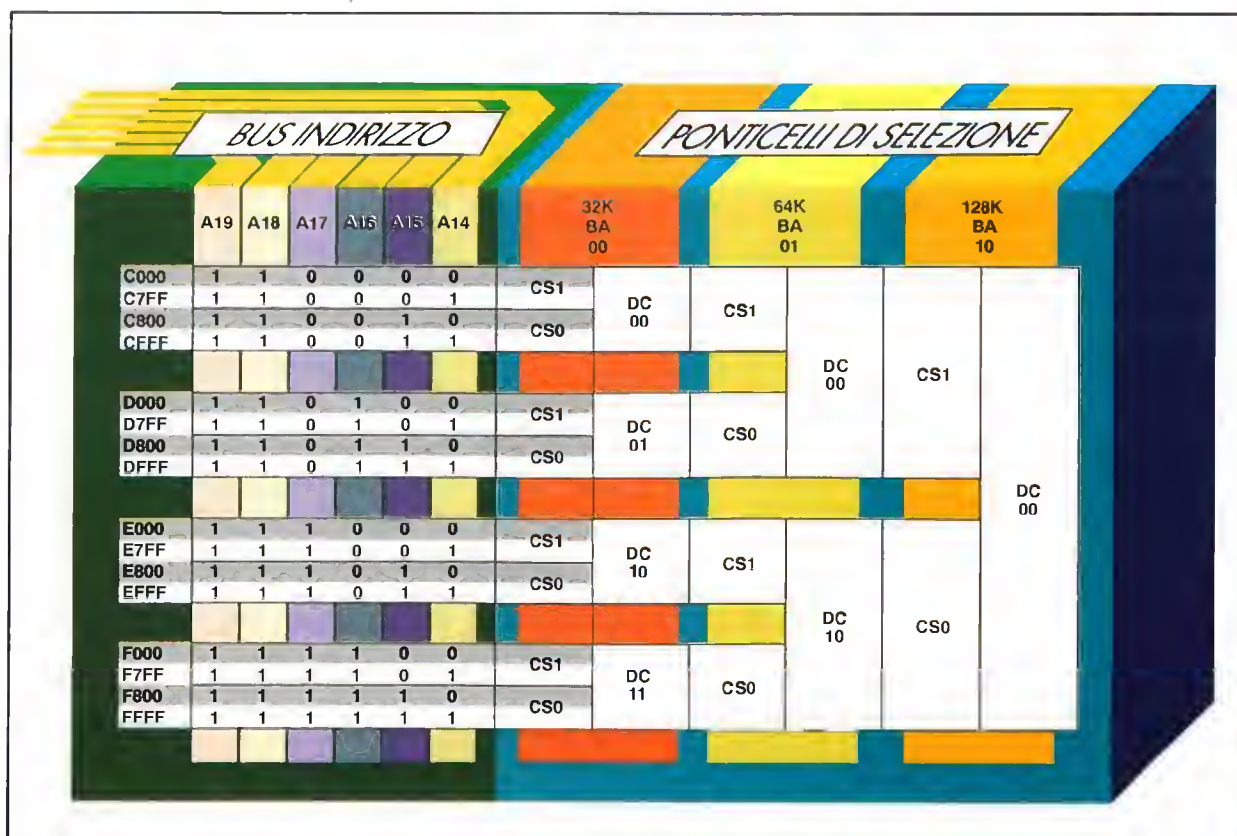 BUS INDIRIZZO
PONTICELLI DI SELEZIONE
A19 A18 A17 A16 A15 A14
32K BA 00
64K BA 01
128K BA 10
C000 1 1 0 0 0 0 CS1
C7FF 1 1 0 0 0 1
C800 1 1 0 0 1 0 CS0
CFFF 1 1 0 0 1 1
DC 00
CS1
D000 1 1 0 1 0 0 CS1
D7FF 1 1 0 1 0 1
D800 1 1 0 1 1 0 CS0
DFFF 1 1 0 1 1 1
DC 01
CS0
DC 00
CS1
E000 1 1 1 0 0 0 CS1
E7FF 1 1 1 0 0 1
E800 1 1 1 0 1 0 CS0
EFFF 1 1 1 0 1 1
DC 10
CS1
F000 1 1 1 1 0 0 CS1
F7FF 1 1 1 1 0 1
F800 1 1 1 1 1 0 CS0
FFFF 1 1 1 1 1 1
DC 11
CS0
DC 10
CS0
DC 00